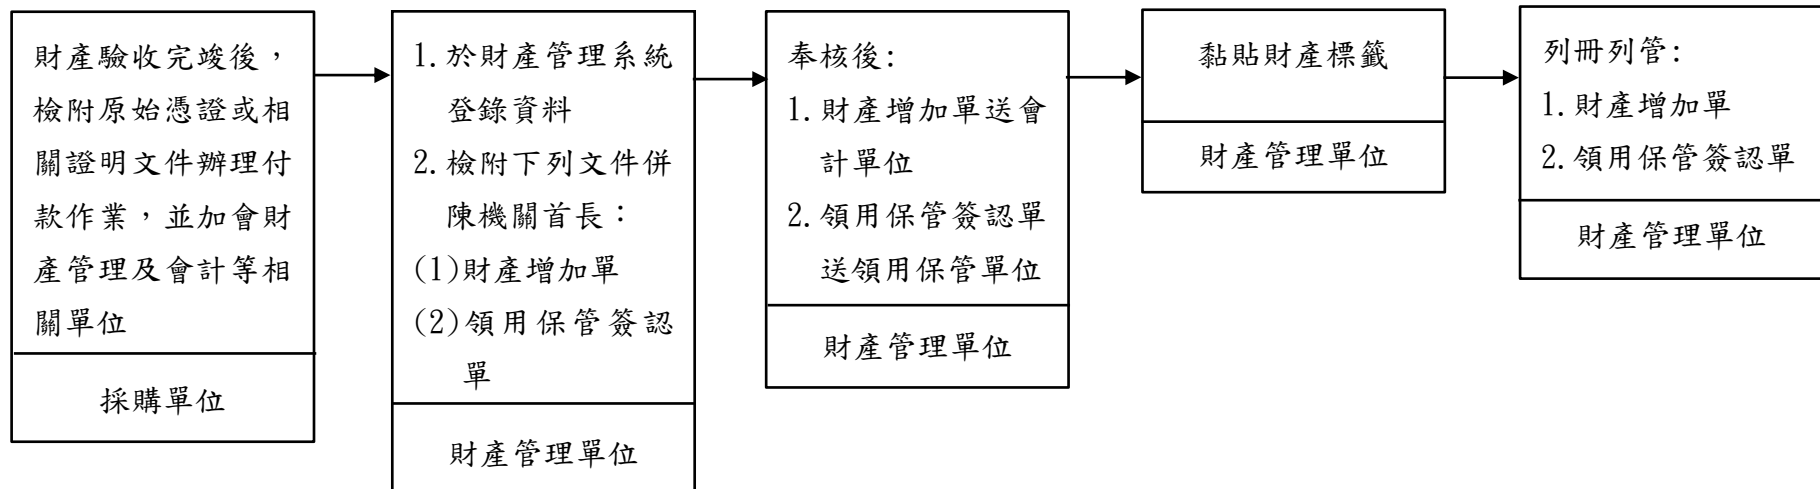 財產驗收完竣後，
檢附原始憑證或相
關證明文件辦理付
款作業，並加會財
產管理及會計等相
關單位
採購單位
1.於財產管理系統
登錄資料
2.檢附下列文件併
陳機關首長：
(1)財產增加單
(2)領用保管簽認
單
財產管理單位
奉核後:
1.財產增加單送會
計單位
2.領用保管簽認單
送領用保管單位
財產管理單位
黏貼財產標籤
財產管理單位
列冊列管:
1.財產增加單
2.領用保管簽認單
財產管理單位